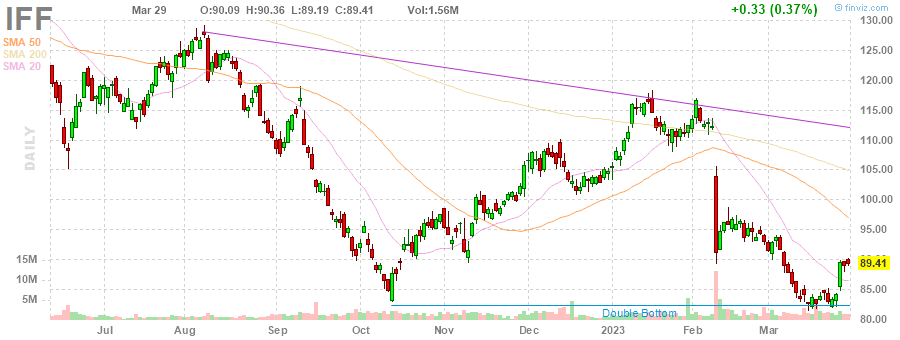 IFF Mar 29 O:90.09 H:90.36 L:89.19 C:89.41 Vol:1.56M +0.33 (0.37%) © finviz.com
SMA 50
SMA 200
SMA 20
DAILY
130.00
125.00
120.00
115.00
110.00
105.00
100.00
95.00
89.41
85.00
80.00
15M
10M
5M
Double Bottom
Jul Aug Sep Oct Nov Dec 2023 Feb Mar